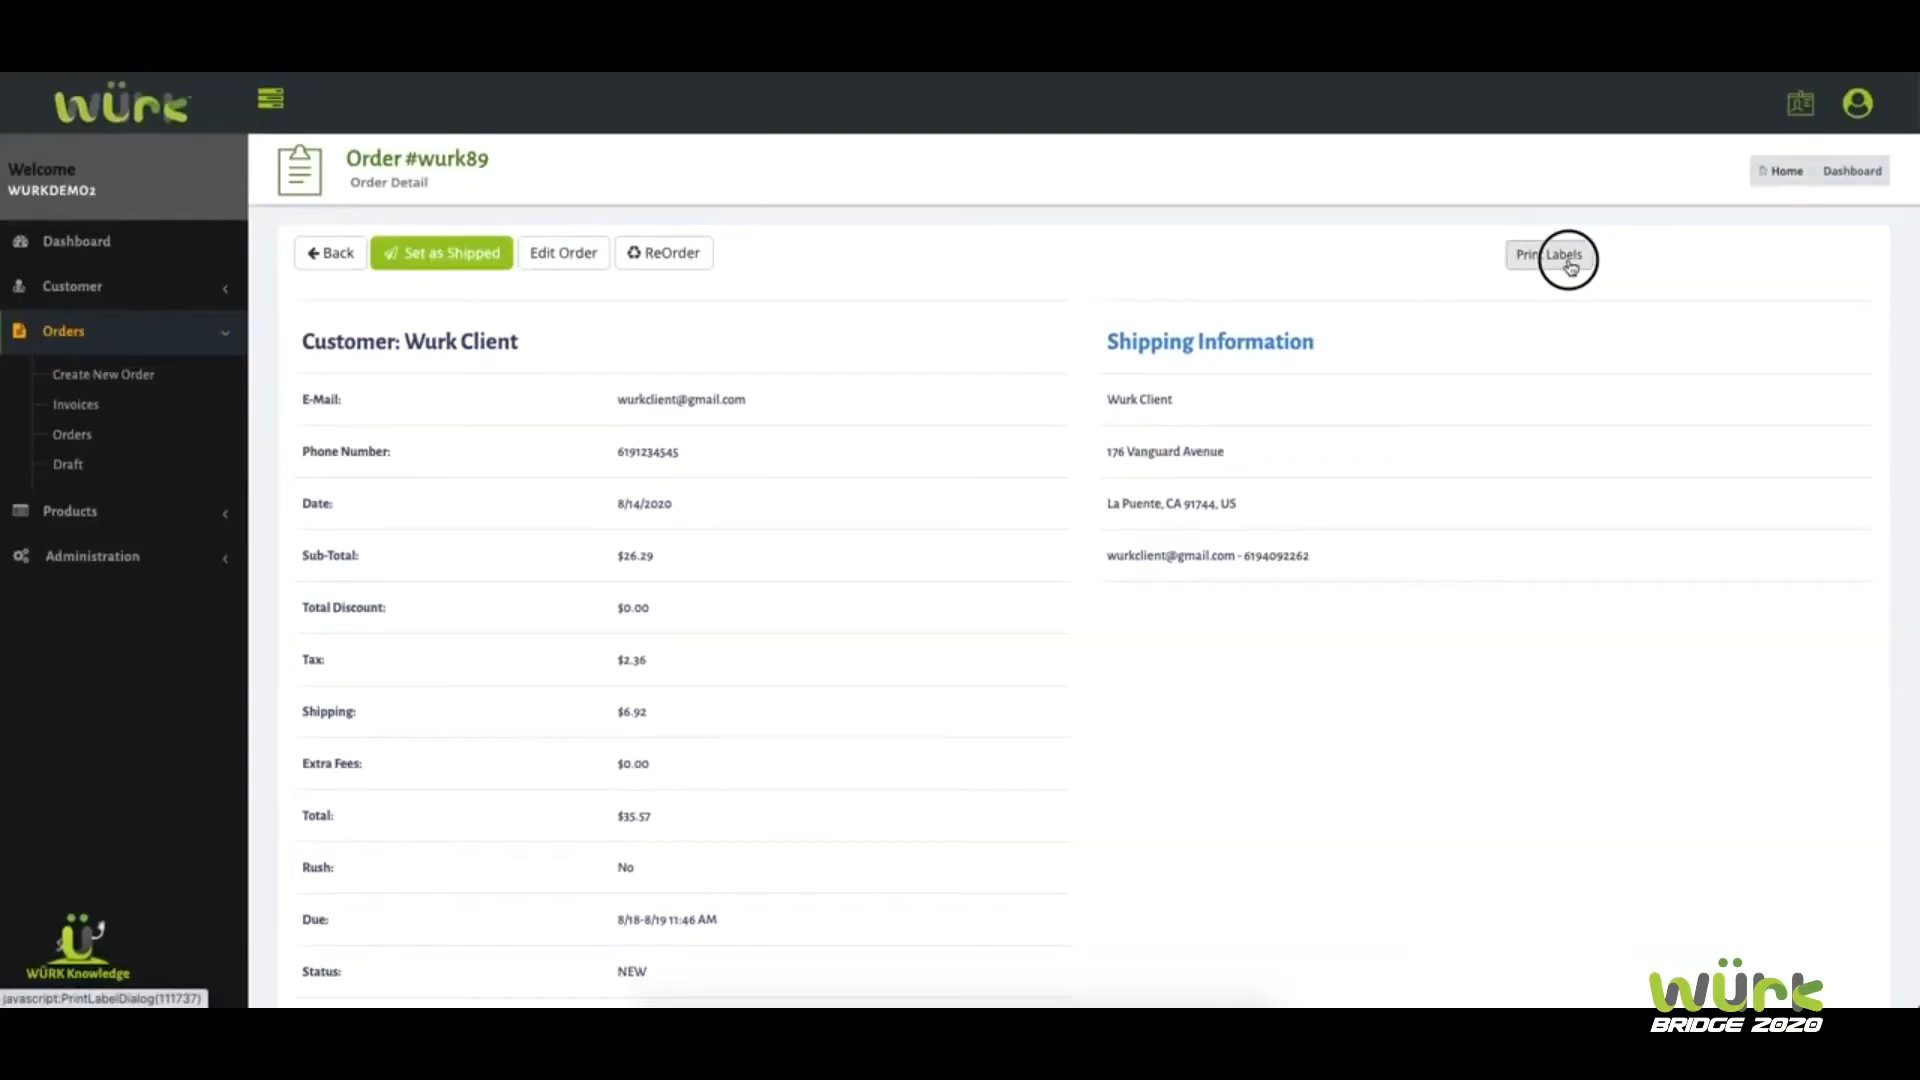 würk
Welcome
WURKDEMO2
Dashboard
Customer
Orders
Create New Order
Invoices
Orders
Draft
Products
Administration
WÜRK Knowledge
javascript:PrintLabelDialog(111737)
Order #wurk89
Order Detail
Home Dashboard
Back Set as Shipped Edit Order ReOrder Print Labels
Customer: Wurk Client
E-Mail: wurkclient@gmail.com
Phone Number: 6191234545
Date: 8/14/2020
Sub-Total: $26.29
Total Discount: $0.00
Tax: $2.36
Shipping: $6.92
Extra Fees: $0.00
Total: $35.57
Rush: No
Due: 8/18-8/19 11:46 AM
Status: NEW
Shipping Information
Wurk Client
176 Vanguard Avenue
La Puente, CA 91744, US
wurkclient@gmail.com - 6194092262
würk
BRIDGE 2020